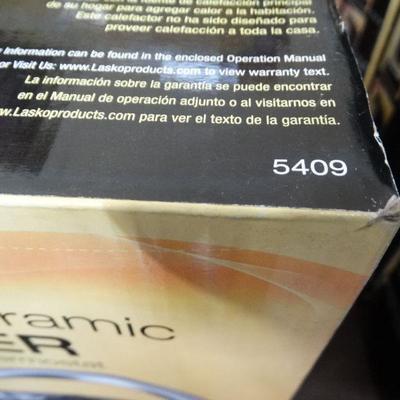 la fuente de calefacción principal
de su hogar para agregar calor a la habitación.
Este calefactor no ha sido diseñado para
proveer calefacción a toda la casa.
Information can be found in the enclosed Operation Manual
or Visit Us: www.Laskoproducts.com to view warranty text.
La información sobre la garantía se puede encontrar
en el Manual de operación adjunto o al visitarnos en
www.Laskoproducts.com para ver el texto de la garantía.
5409
ramic
ER
ermostat